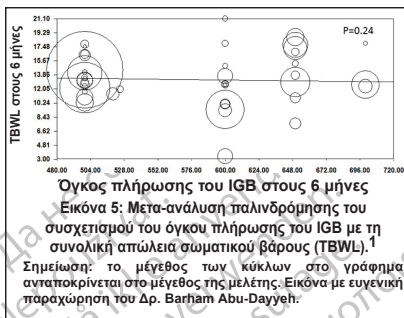 TBWL στους 6 μήνες
21.10
19.29
17.48
15.67
13.86
12.05
10.24
8.43
6.62
4.81
3.00
P=0.24
480.00 504.00 528.00 552.00 576.00 600.00 624.00 648.00 672.00 696.00 720.00
Όγκος πλήρωσης του IGB στους 6 μήνες
Εικόνα 5: Μετα-ανάλυση παλινδρόμησης του
συσχετισμού του όγκου πλήρωσης του IGB με τη
συνολική απώλεια σωματικού βάρους (TBWL).1
Σημείωση: το μέγεθος των κύκλων στο γράφημα
ανταποκρίνεται στο μέγεθος της μελέτης. Εικόνα με ευγενική
παραχώρηση του Δρ. Barham Abu-Dayyeh.